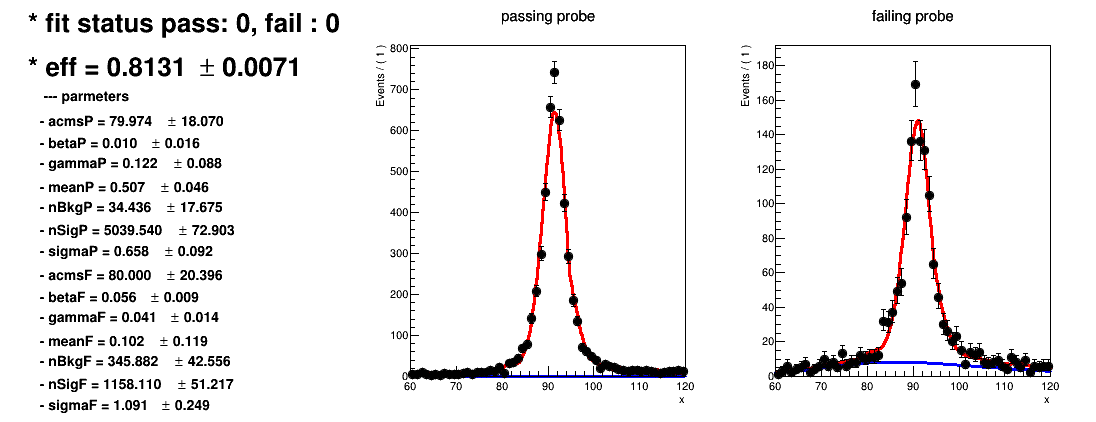 * fit status pass: 0, fail : 0
* eff = 0.8131 ± 0.0071
--- parmeters
- acmsP = 79.974 ± 18.070
- betaP = 0.010 ± 0.016
- gammaP = 0.122 ± 0.088
- meanP = 0.507 ± 0.046
- nBkgP = 34.436 ± 17.675
- nSigP = 5039.540 ± 72.903
- sigmaP = 0.658 ± 0.092
- acmsF = 80.000 ± 20.396
- betaF = 0.056 ± 0.009
- gammaF = 0.041 ± 0.014
- meanF = 0.102 ± 0.119
- nBkgF = 345.882 ± 42.556
- nSigF = 1158.110 ± 51.217
- sigmaF = 1.091 ± 0.249
passing probe
Events / ( 1 )
800
700
600
500
400
300
200
100
0
60 70 80 90 100 110 120
x
failing probe
Events / ( 1 )
180
160
140
120
100
80
60
40
20
0
60 70 80 90 100 110 120
x